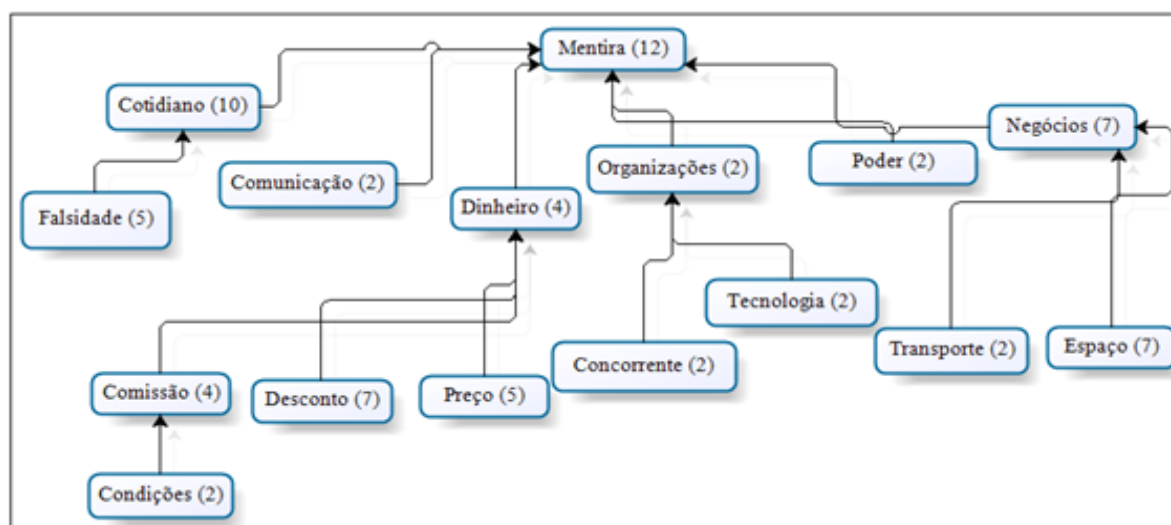 Mentira (12)
Cotidiano (10)
Negócios (7)
Organizações (2)
Poder (2)
Comunicação (2)
Falsidade (5)
Dinheiro (4)
Tecnologia (2)
Concorrente (2)
Transporte (2)
Espaço (7)
Comissão (4)
Desconto (7)
Preço (5)
Condições (2)